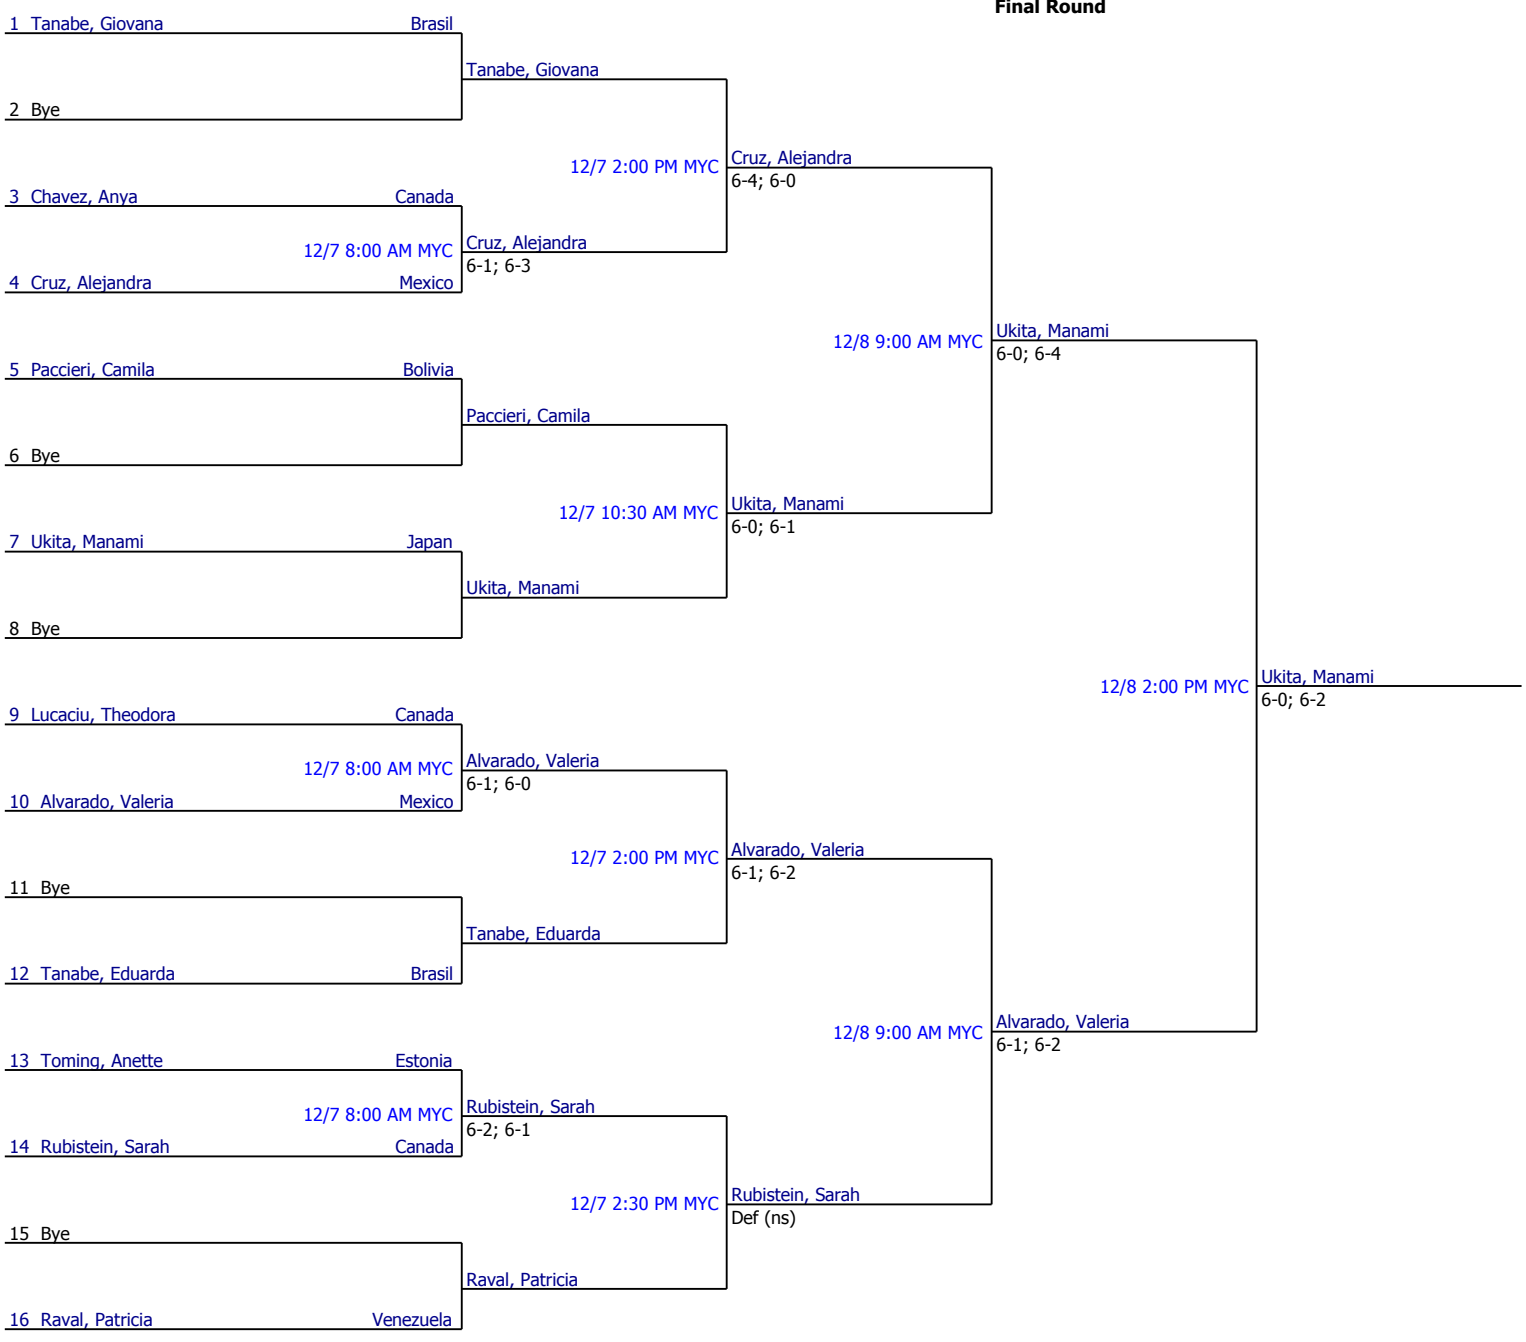 Final Round
1 Tanabe, Giovana Brasil
Tanabe, Giovana
2 Bye
12/7 2:00 PM MYC Cruz, Alejandra
6-4; 6-0
3 Chavez, Anya Canada
12/7 8:00 AM MYC Cruz, Alejandra
6-1; 6-3
4 Cruz, Alejandra Mexico
12/8 9:00 AM MYC Ukita, Manami
6-0; 6-4
5 Paccieri, Camila Bolivia
Paccieri, Camila
6 Bye
12/7 10:30 AM MYC Ukita, Manami
6-0; 6-1
7 Ukita, Manami Japan
Ukita, Manami
8 Bye
12/8 2:00 PM MYC Ukita, Manami
6-0; 6-2
9 Lucaciu, Theodora Canada
12/7 8:00 AM MYC Alvarado, Valeria
6-1; 6-0
10 Alvarado, Valeria Mexico
12/7 2:00 PM MYC Alvarado, Valeria
6-1; 6-2
11 Bye
Tanabe, Eduarda
12 Tanabe, Eduarda Brasil
12/8 9:00 AM MYC Alvarado, Valeria
6-1; 6-2
13 Toming, Anette Estonia
12/7 8:00 AM MYC Rubistein, Sarah
6-2; 6-1
14 Rubistein, Sarah Canada
12/7 2:30 PM MYC Rubistein, Sarah
Def (ns)
15 Bye
Raval, Patricia
16 Raval, Patricia Venezuela